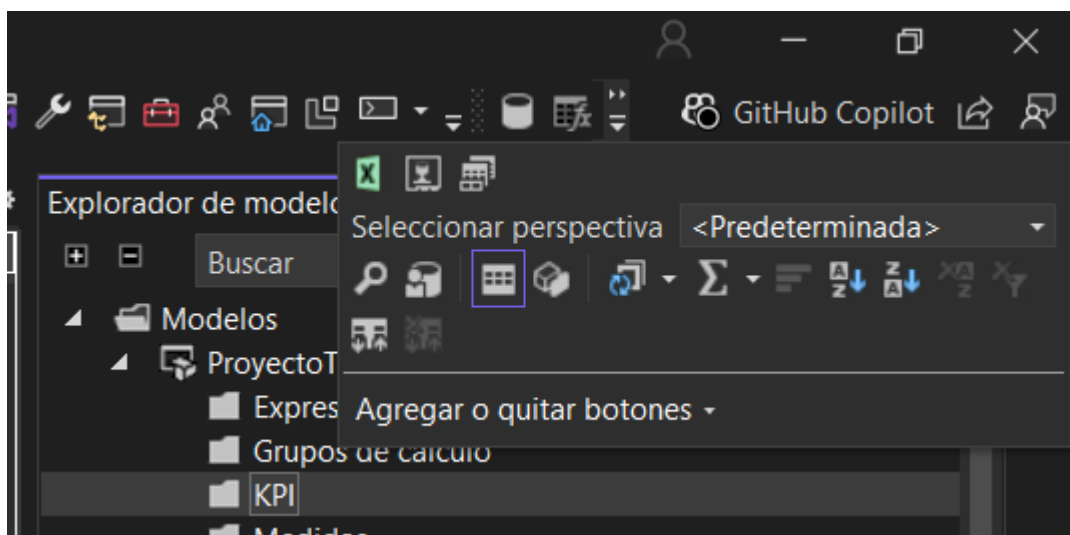 GitHub Copilot
Explorador de modelo
Seleccionar perspectiva <Predeterminada>
Buscar
Modelos
ProyectoT
Expres
Agregar o quitar botones
Grupos de cálculo
KPI
Medidas